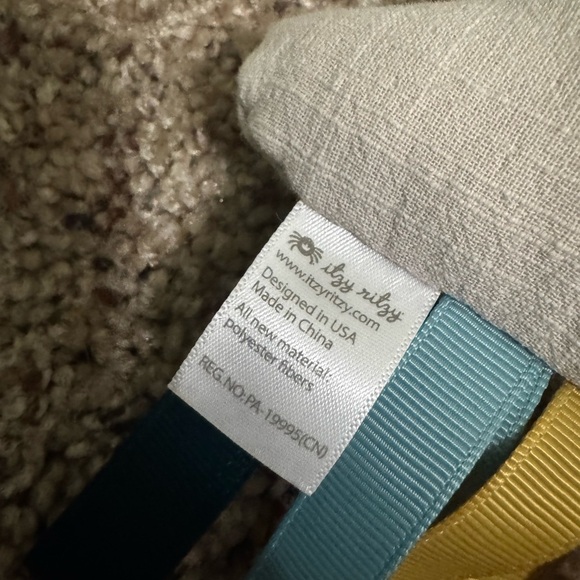 itzy ritzy
www.itzyritzy.com
Designed in USA
Made in China
All new material:
polyester fibers
REG.NO:PA-19995(CN)